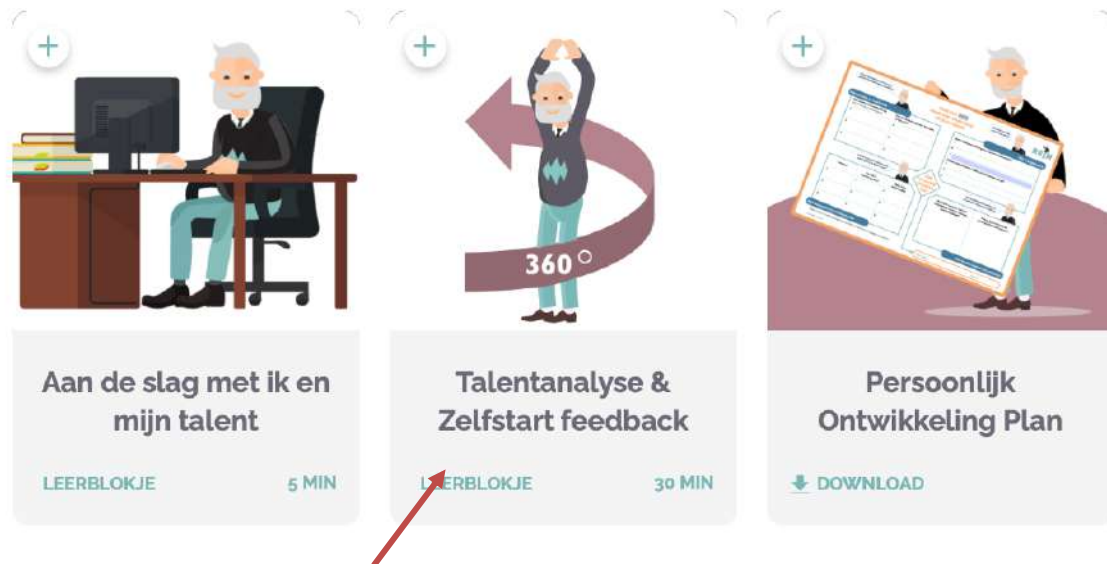 360°
Aan de slag met ik en
mijn talent
LEERBLOKJE
5 MIN
Talentanalyse &
Zelfstart feedback
LEERBLOKJE
30 MIN
Persoonlijk
Ontwikkeling Plan
DOWNLOAD